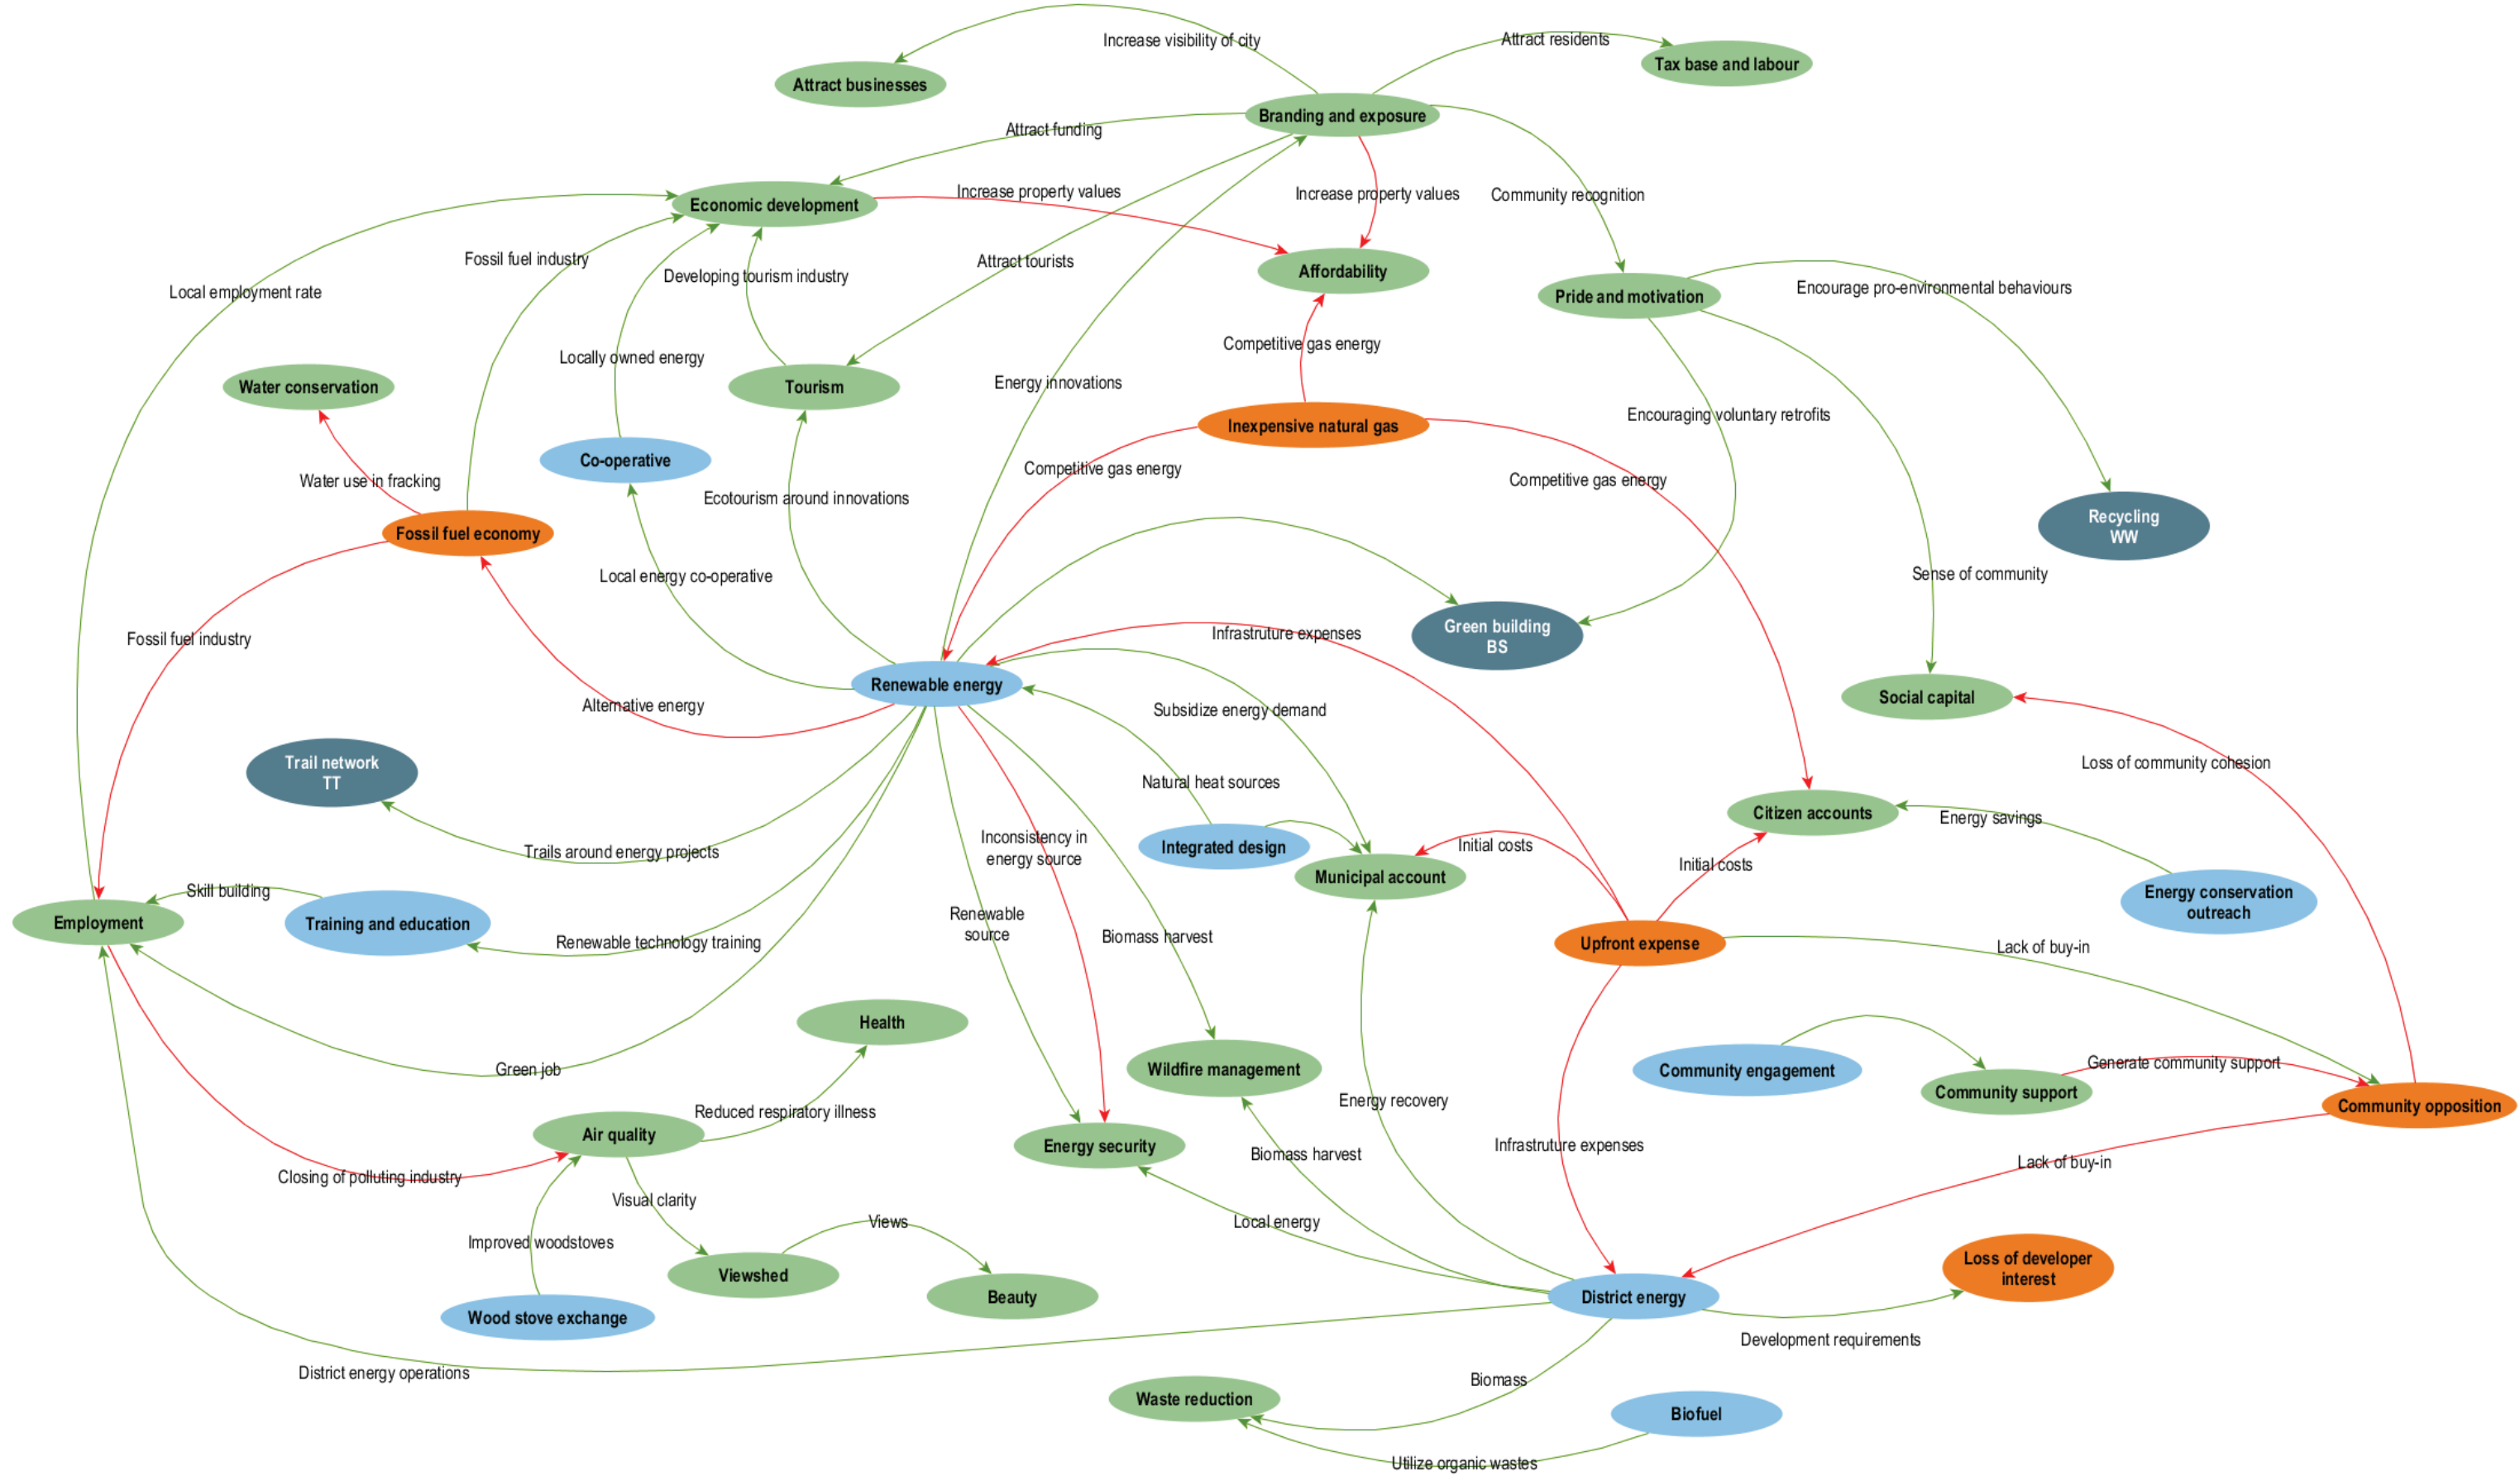 Increase visibility of city
Attract residents
Tax base and labour
Attract businesses
Branding and exposure
Attract funding
Increase property values
Increase property values
Community recognition
Economic development
Fossil fuel industry
Developing tourism industry
Attract tourists
Affordability
Encourage pro-environmental behaviours
Pride and motivation
Local employment rate
Locally owned energy
Competitive gas energy
Water conservation
Tourism
Energy innovations
Encouraging voluntary retrofits
Inexpensive natural gas
Co-operative
Competitive gas energy
Competitive gas energy
Water use in fracking
Ecotourism around innovations
Recycling
WW
Fossil fuel economy
Local energy co-operative
Sense of community
Fossil fuel industry
Infrastruture expenses
Green building
BS
Renewable energy
Social capital
Alternative energy
Subsidize energy demand
Trail network
TT
Natural heat sources
Loss of community cohesion
Citizen accounts
Energy savings
Trails around energy projects
Inconsistency in
energy source
Integrated design
Initial costs
Initial costs
Municipal account
Skill building
Energy conservation
outreach
Employment
Training and education
Renewable technology training
Renewable
source
Biomass harvest
Upfront expense
Lack of buy-in
Health
Green job
Wildfire management
Community engagement
Generate community support
Reduced respiratory illness
Energy recovery
Community support
Community opposition
Air quality
Energy security
Biomass harvest
Infrastruture expenses
Lack of buy-in
Closing of polluting industry
Visual clarity
Views
Local energy
Improved woodstoves
Viewshed
Loss of developer
interest
Beauty
District energy
Wood stove exchange
Development requirements
District energy operations
Biomass
Waste reduction
Biofuel
Utilize organic wastes